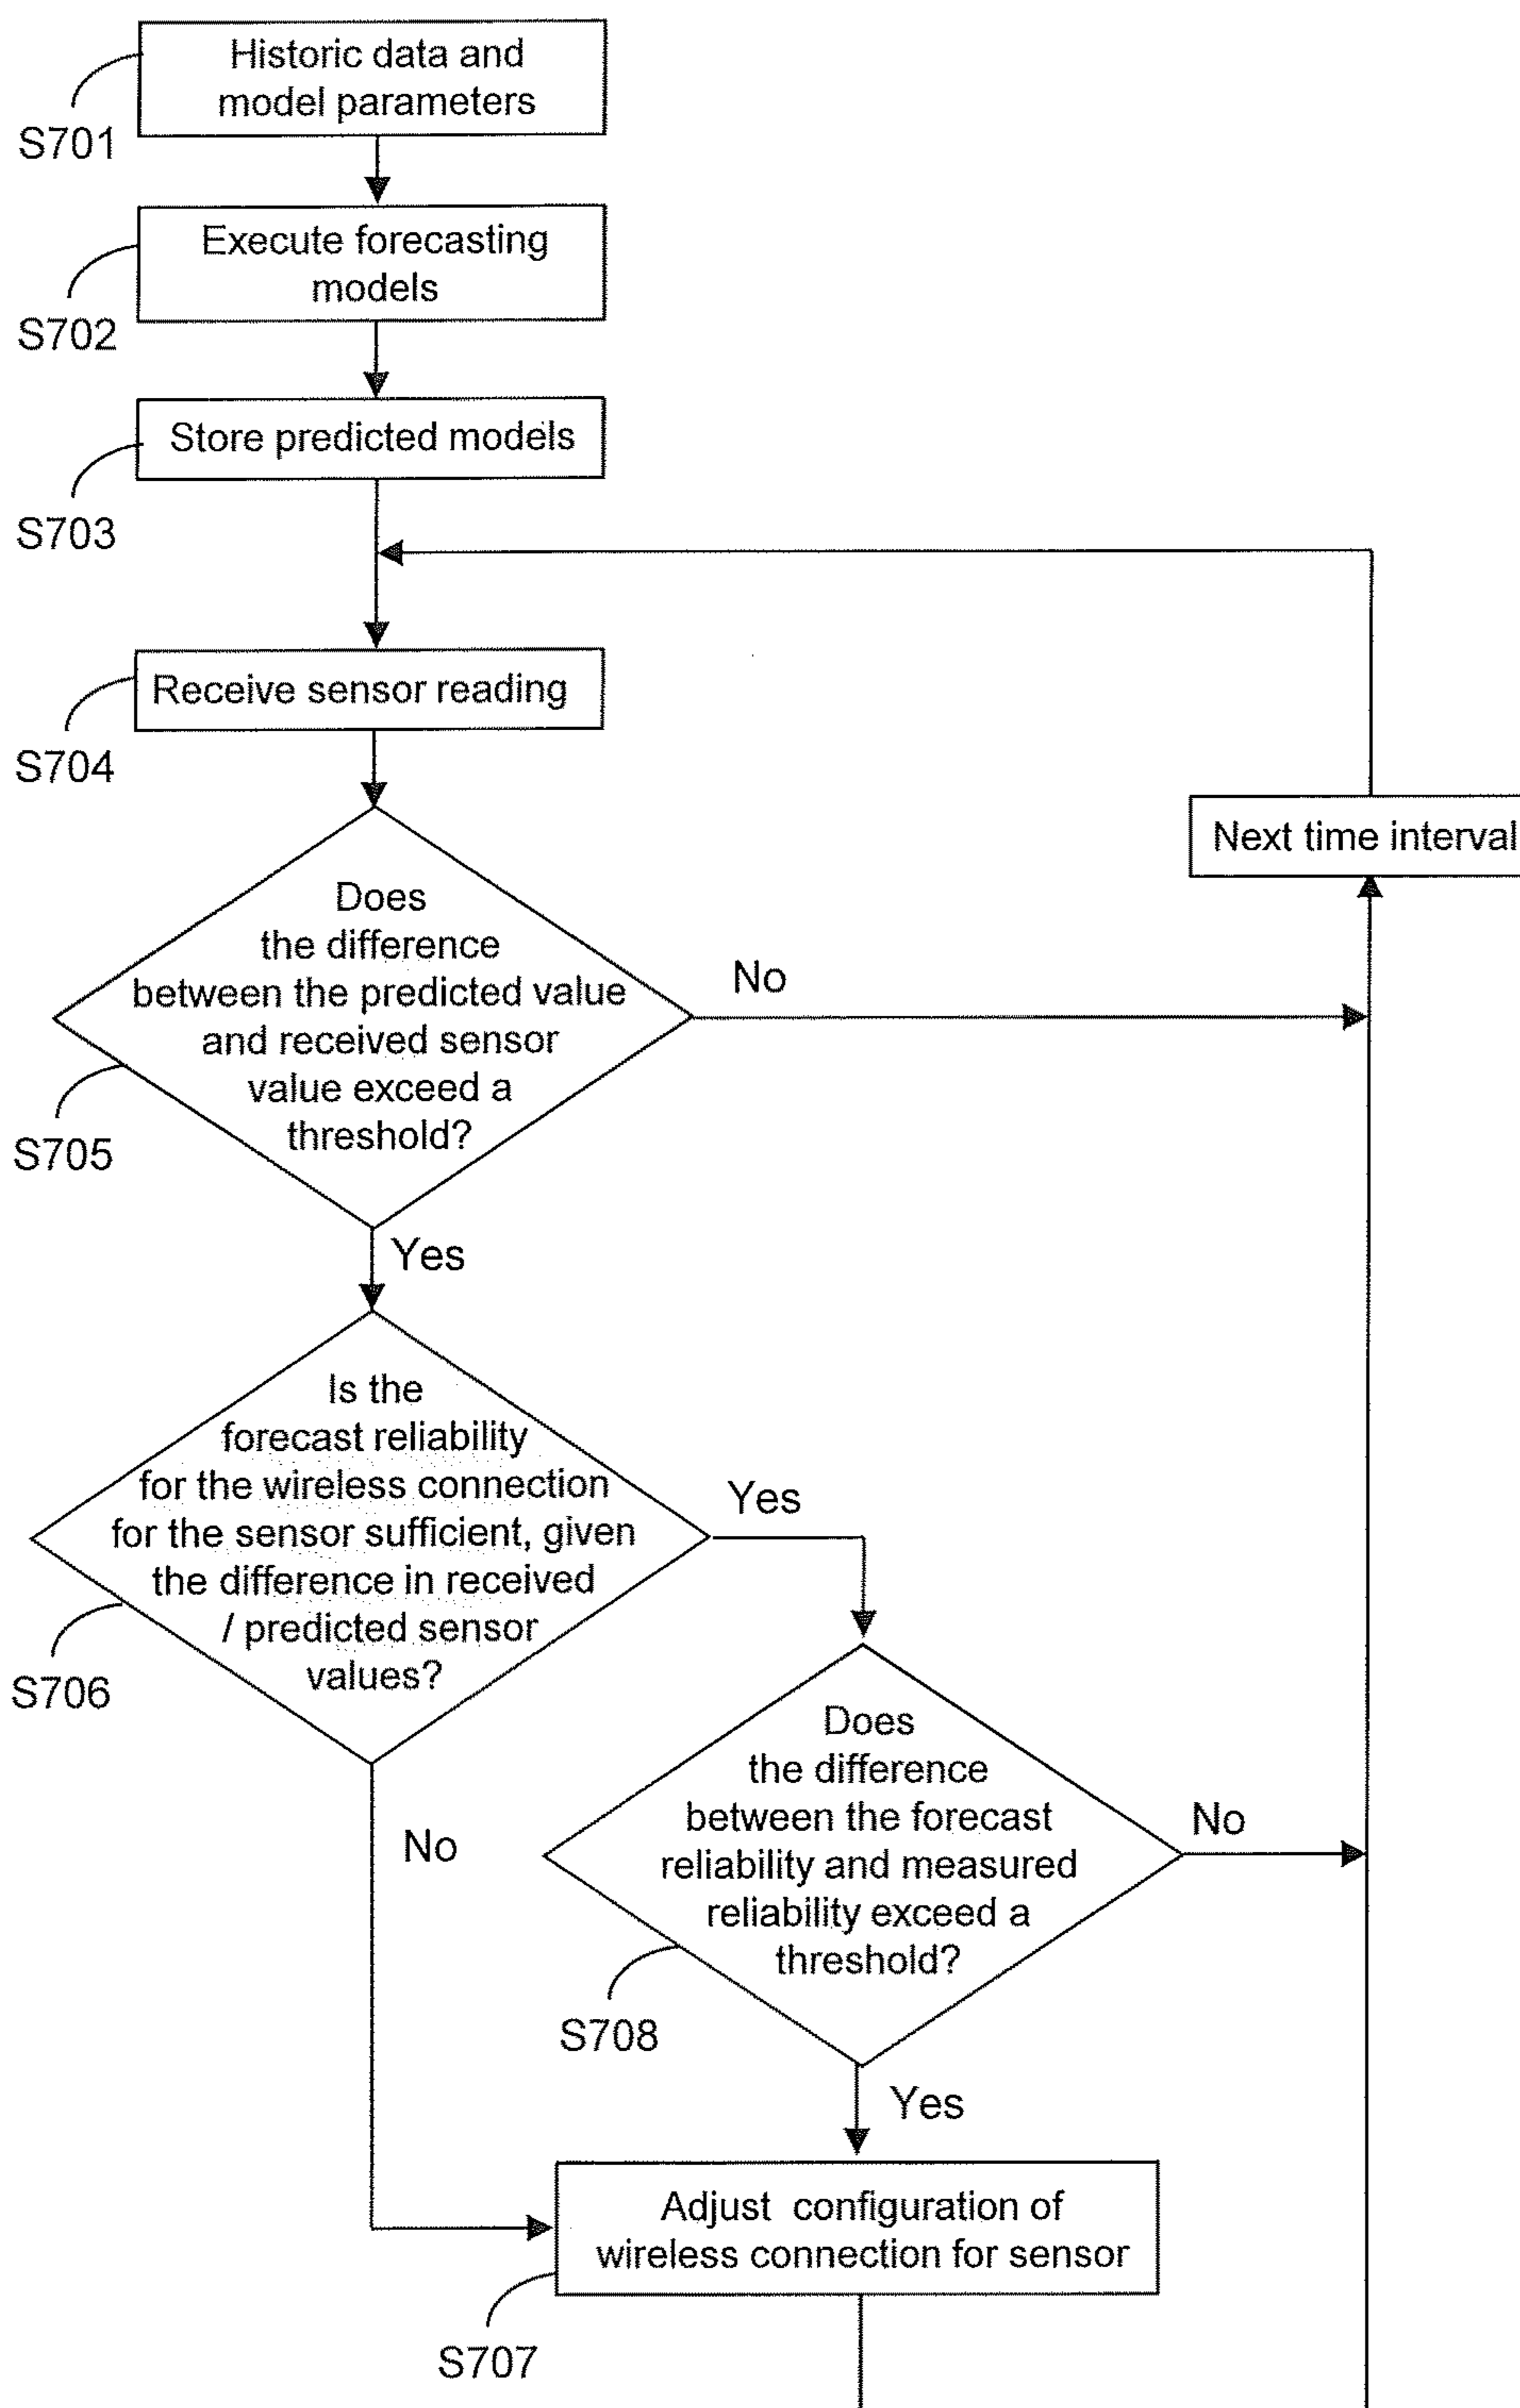 Historic data and
model parameters
S701
Execute forecasting
models
S702
Store predicted models
S703
Receive sensor reading
S704
Next time interval
Does
the difference
between the predicted value
and received sensor
value exceed a
threshold?
No
S705
Yes
Is the
forecast reliability
for the wireless connection
for the sensor sufficient, given
the difference in received
/ predicted sensor
values?
Yes
S706
No
Does
the difference
between the forecast
reliability and measured
reliability exceed a
threshold?
No
S708
Yes
Adjust configuration of
wireless connection for sensor
S707